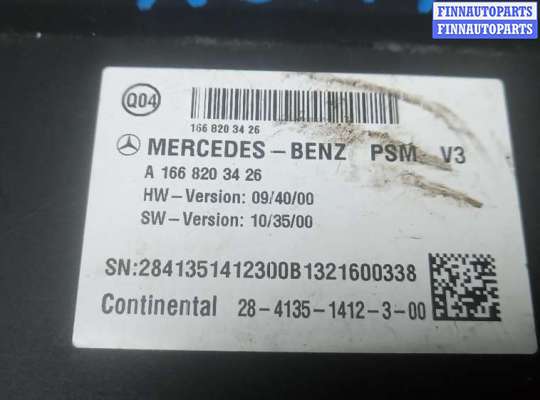 FINNAUTOPARTS
FINNAUTOPARTS
Q04
166 820 34 26
MERCEDES-BENZ PSM V3
A 166 820 34 26
HW-Version: 09/40/00
SW-Version: 10/35/00
SN:2841351412300B1321600338
Continental 28-4135-1412-3-00